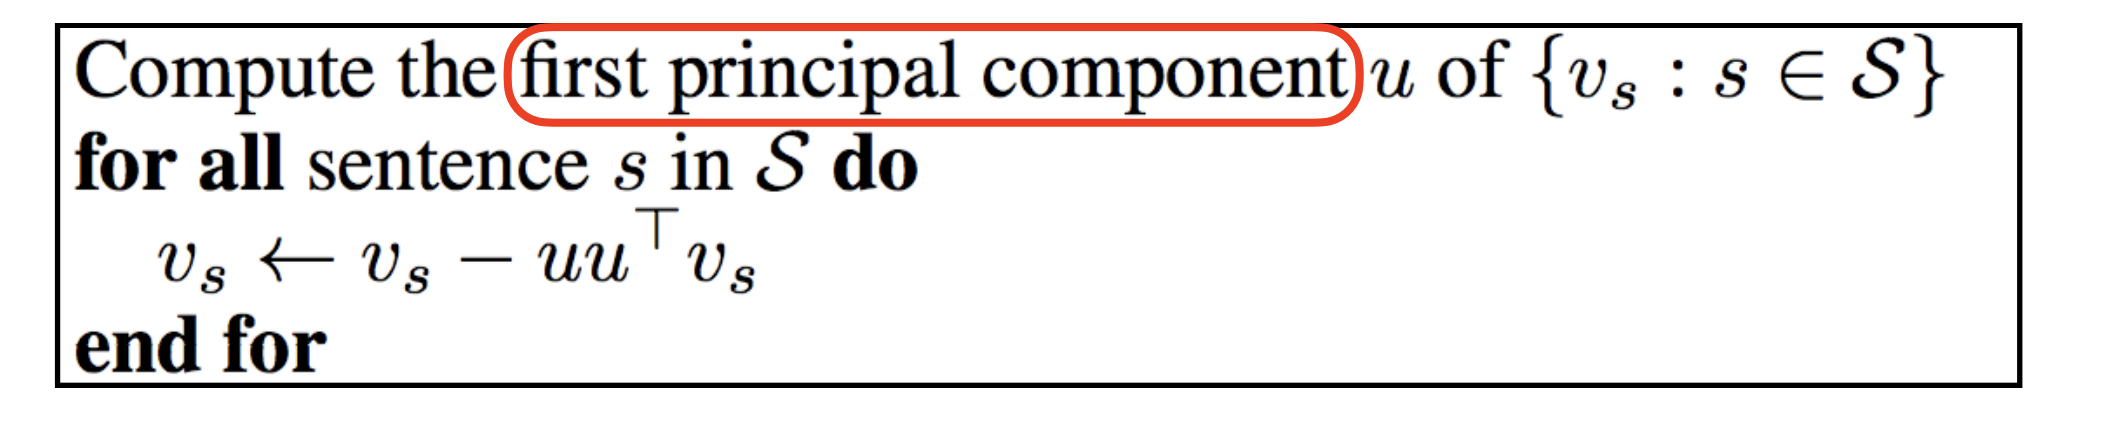 Compute the first principal component u of {v_s : s ∈ 𝒮}
for all sentence s in 𝒮 do
v_s ← v_s − uu^⊤v_s
end for